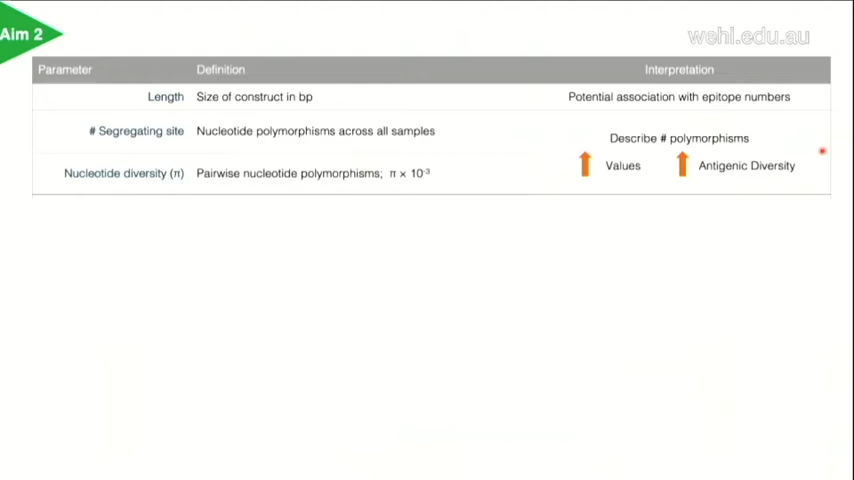 Aim 2
wehi.edu.au
Parameter Definition Interpretation
Length Size of construct in bp Potential association with epitope numbers
# Segregating site Nucleotide polymorphisms across all samples
Describe # polymorphisms
Values Antigenic Diversity
Nucleotide diversity (π) Pairwise nucleotide polymorphisms; π × 10⁻³